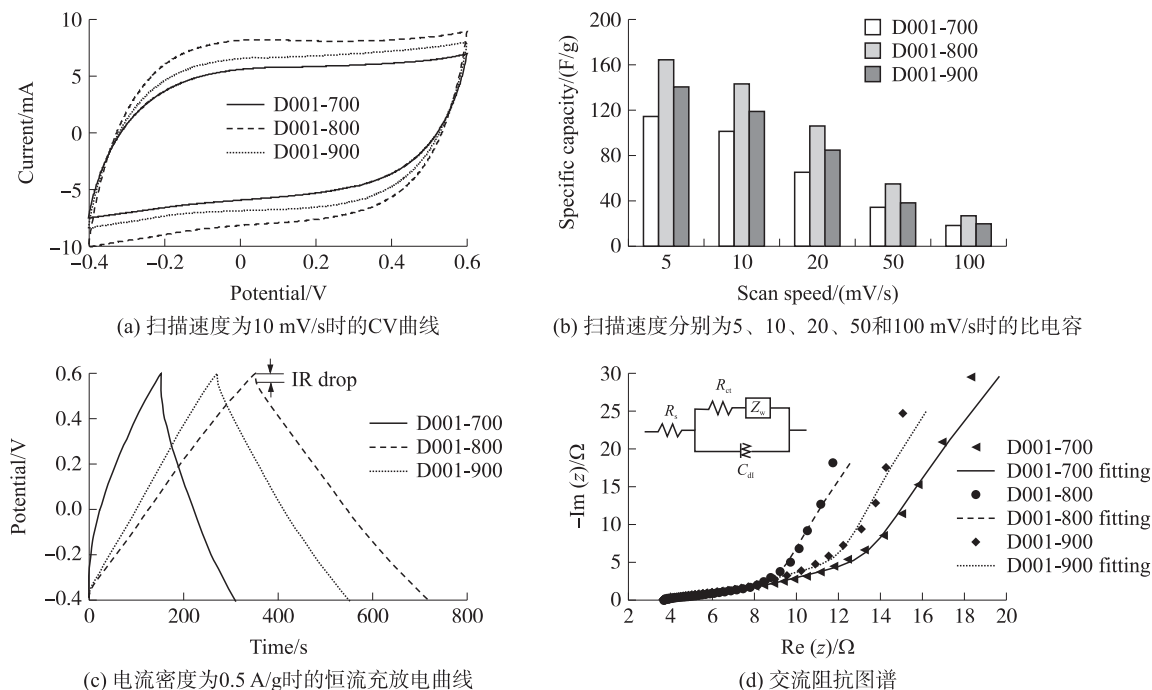 10
5
0
−5
−10
Current/mA
D001-700
D001-800
D001-900
−0.4
−0.2
0
0.2
0.4
0.6
Potential/V
(a) 扫描速度为10 mV/s时的CV曲线
200
160
120
80
40
0
Specific capacity/(F/g)
D001-700
D001-800
D001-900
5
10
20
50
100
Scan speed/(mV/s)
(b) 扫描速度分别为5、10、20、50和100 mV/s时的比电容
0.6
0.4
0.2
0.0
−0.2
−0.4
Potential/V
IR drop
D001-700
D001-800
D001-900
0
200
400
600
800
Time/s
(c) 电流密度为0.5 A/g时的恒流充放电曲线
30
25
20
15
10
5
0
−Im (z)/Ω
Rs
Rct
Zw
Cdl
D001-700
D001-700 fitting
D001-800
D001-800 fitting
D001-900
D001-900 fitting
2
4
6
8
10
12
14
16
18
20
Re (z)/Ω
(d) 交流阻抗图谱